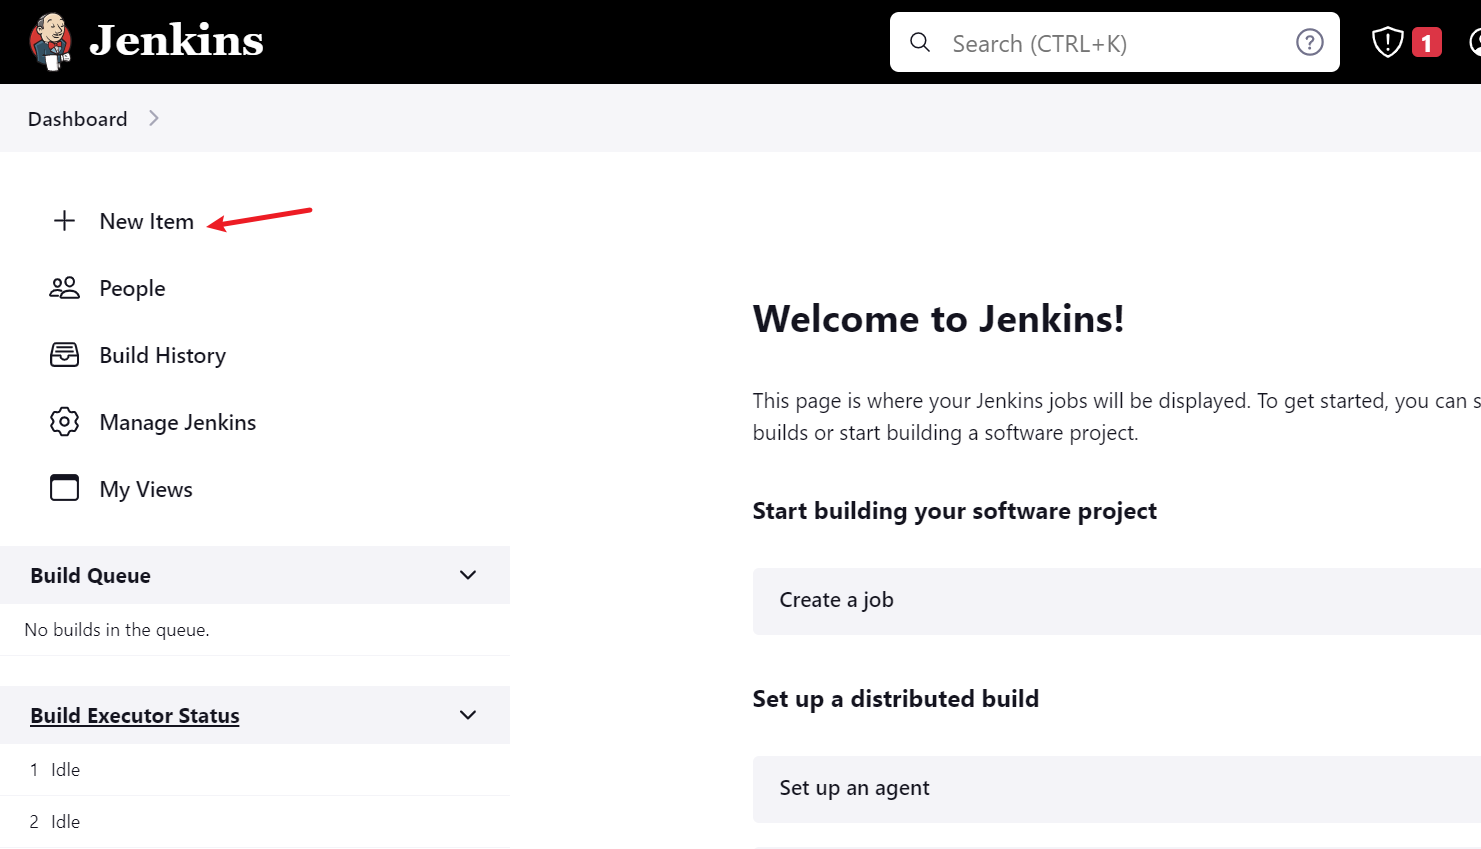 Jenkins
Search (CTRL+K)
1
Dashboard
New Item
People
Build History
Manage Jenkins
My Views
Build Queue
No builds in the queue.
Build Executor Status
1 Idle
2 Idle
Welcome to Jenkins!
This page is where your Jenkins jobs will be displayed. To get started, you can s
builds or start building a software project.
Start building your software project
Create a job
Set up a distributed build
Set up an agent